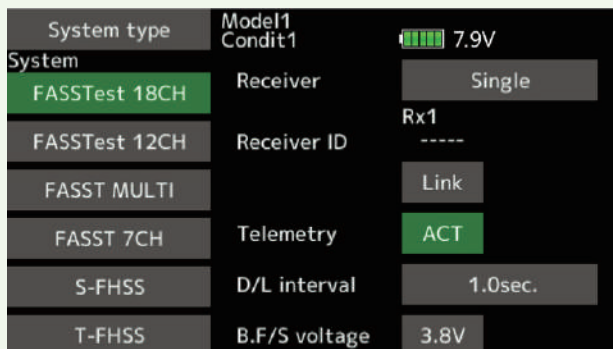 System type
Model1
Condit1
7.9V
System
FASSTest 18CH
Receiver
Single
Rx1
FASSTest 12CH
Receiver ID
-----
FASST MULTI
Link
FASST 7CH
Telemetry
ACT
S-FHSS
D/L interval
1.0sec.
T-FHSS
B.F/S voltage
3.8V